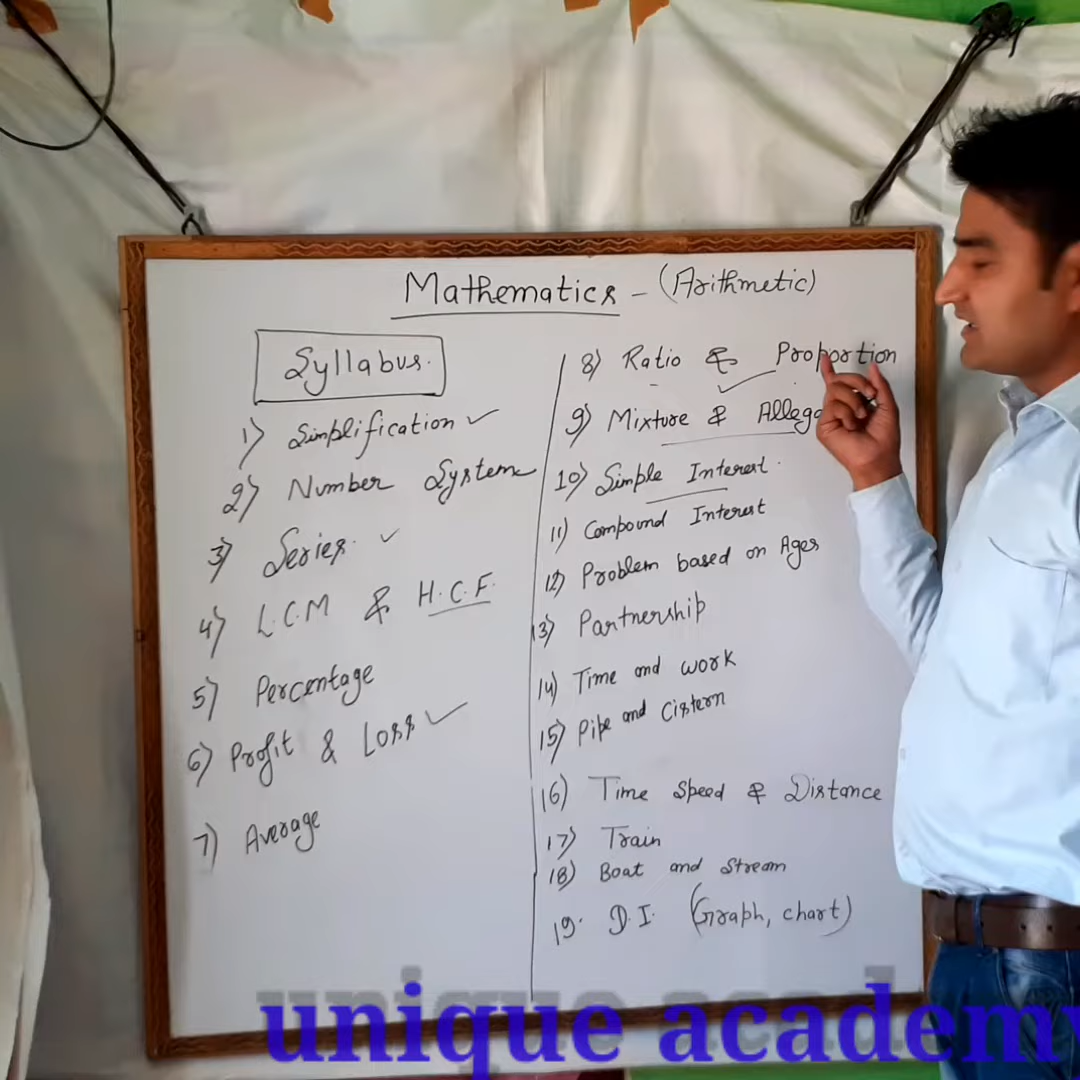 Mathematics - (Arithmetic)
Syllabus.
1) Simplification ✓
2) Number System
3) Series. ✓
4) L.C.M & H.C.F.
5) Percentage
6) Profit & Loss ✓
7) Average
8) Ratio & Proportion
9) Mixture & Allega
10) Simple Interest.
11) Compound Interest
12) Problem based on Ages
13) Partnership
14) Time and work
15) Pipe and Cistern
16) Time Speed & Distance
17) Train
18) Boat and Stream
19. D.I. (Graph, chart)
unique academy